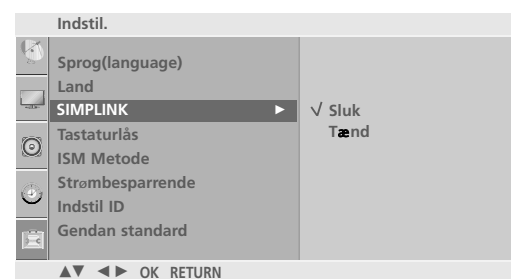 Indstil.
Sprog(language)
Land
SIMPLINK ►
√ Sluk
Tænd
Tastaturlås
ISM Metode
Strømbesparrende
Indstil ID
Gendan standard
▲▼ ◄► OK RETURN